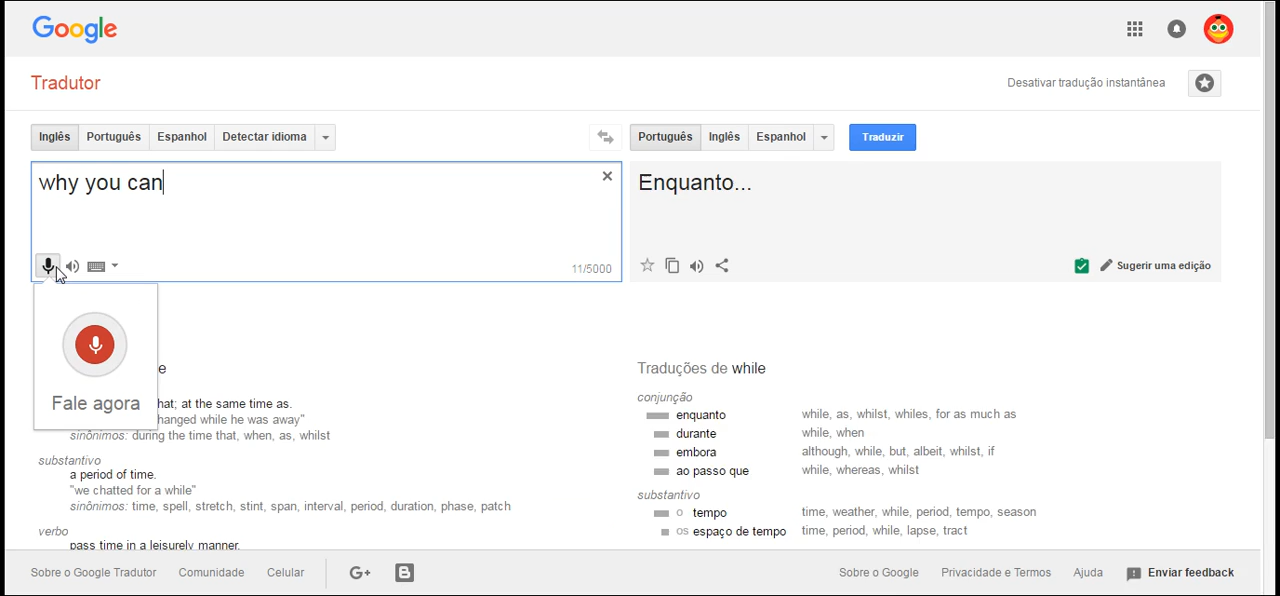 Google
Tradutor
Desativar tradução instantânea
Inglês Português Espanhol Detectar idioma
Português Inglês Espanhol Traduzir
why you can
Enquanto...
11/5000
Sugerir uma edição
Fale agora
e
hat; at the same time as.
hanged while he was away"
sinônimos: during the time that, when, as, whilst
substantivo
a period of time.
"we chatted for a while"
sinônimos: time, spell, stretch, stint, span, interval, period, duration, phase, patch
verbo
pass time in a leisurely manner.
Traduções de while
conjunção
enquanto while, as, whilst, whiles, for as much as
durante while, when
embora although, while, but, albeit, whilst, if
ao passo que while, whereas, whilst
substantivo
o tempo time, weather, while, period, tempo, season
os espaço de tempo time, period, while, lapse, tract
Sobre o Google Tradutor Comunidade Celular G+ B Sobre o Google Privacidade e Termos Ajuda Enviar feedback